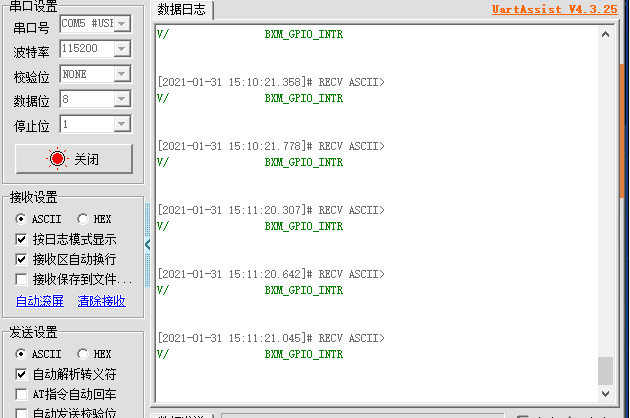 串口设置
串口号 COM5 #USB
波特率 115200
校验位 NONE
数据位 8
停止位 1
关闭
接收设置
ASCII HEX
按日志模式显示
接收区自动换行
接收保存到文件...
自动滚屏 清除接收
发送设置
ASCII HEX
自动解析转义符
AT指令自动回车
自动发送校验位
数据日志
UartAssist V4.3.25
V/ BXM_GPIO_INTR
[2021-01-31 15:10:21.358]# RECV ASCII>
V/ BXM_GPIO_INTR
[2021-01-31 15:10:21.778]# RECV ASCII>
V/ BXM_GPIO_INTR
[2021-01-31 15:11:20.307]# RECV ASCII>
V/ BXM_GPIO_INTR
[2021-01-31 15:11:20.642]# RECV ASCII>
V/ BXM_GPIO_INTR
[2021-01-31 15:11:21.045]# RECV ASCII>
V/ BXM_GPIO_INTR